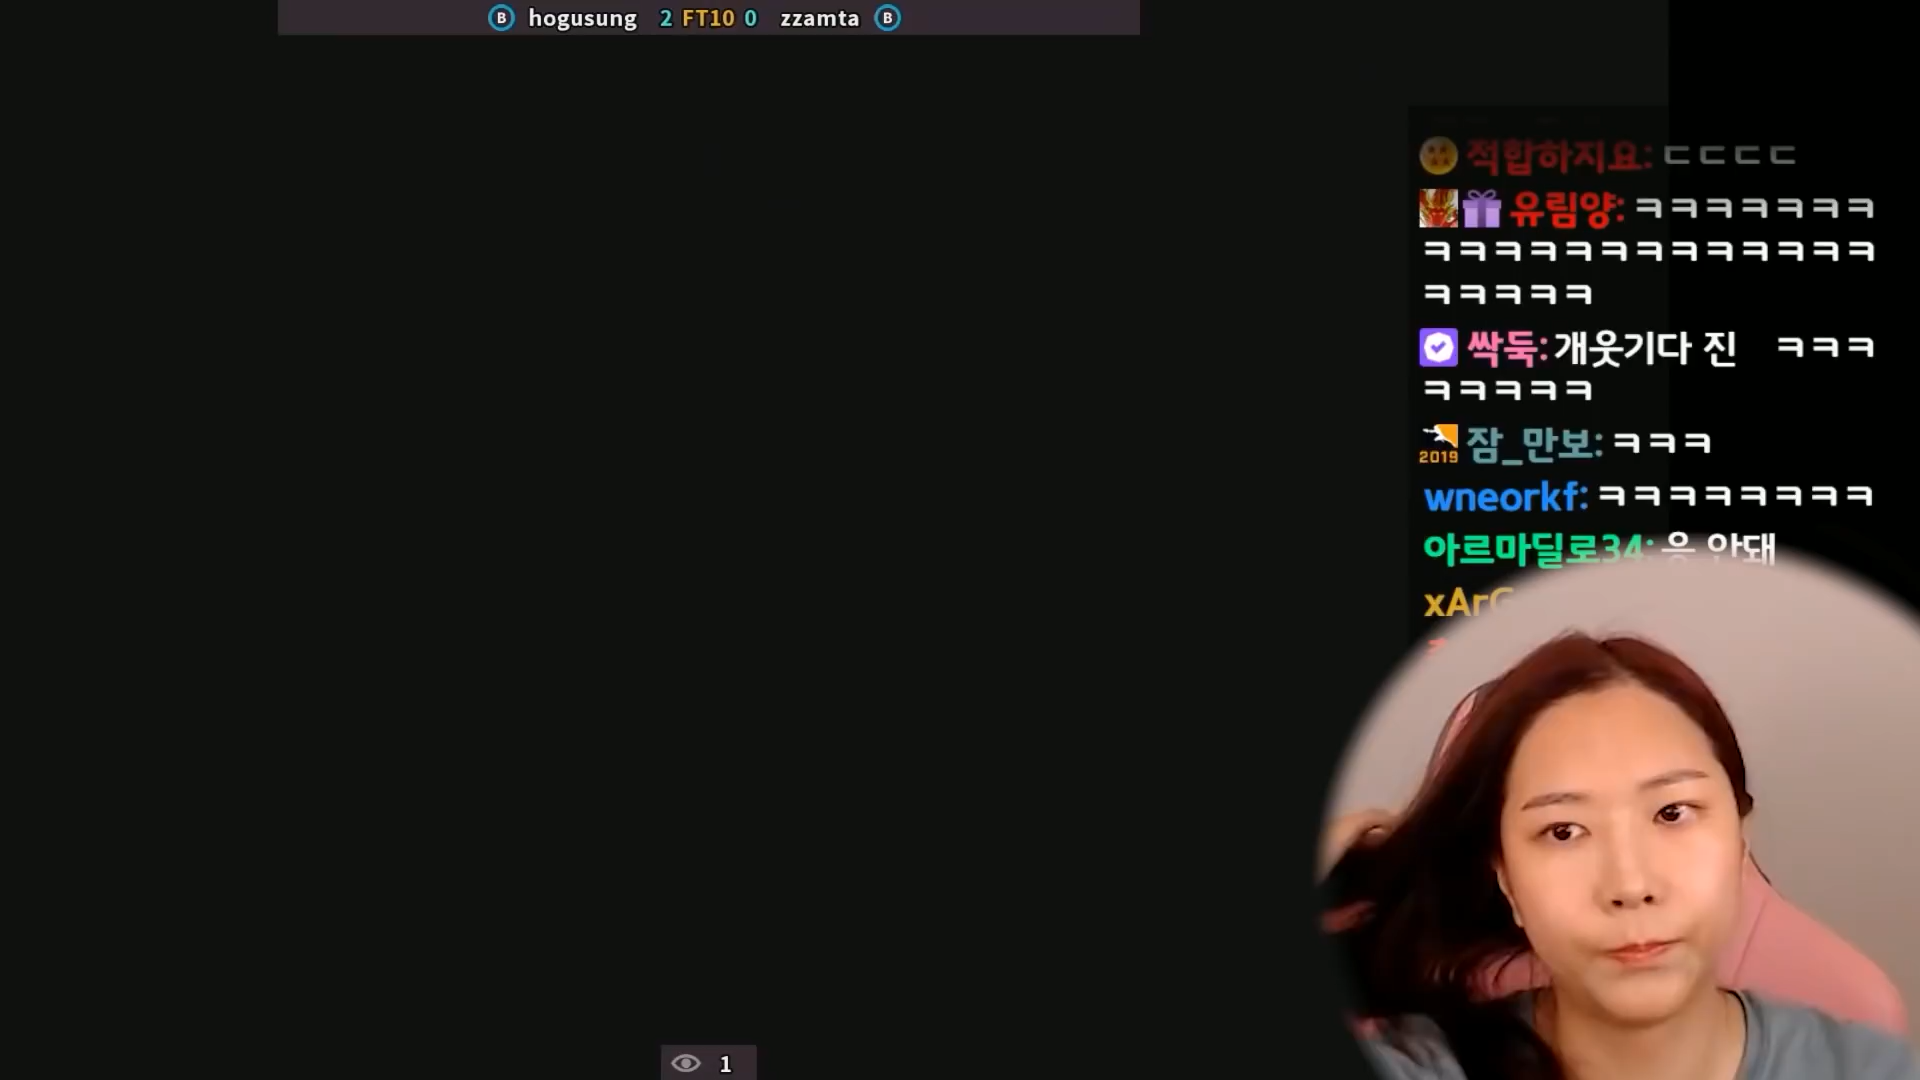 B hogusung 2 FT10 0 zzamta B
적합하지요: ㄷㄷㄷㄷ
유림양: ㅋㅋㅋㅋㅋㅋㅋ
ㅋㅋㅋㅋㅋㅋㅋㅋㅋㅋㅋㅋㅋ
ㅋㅋㅋㅋㅋ
싹둑: 개웃기다 진 ㅋㅋㅋ
ㅋㅋㅋㅋㅋ
2019 잠_만보: ㅋㅋㅋ
wneorkf: ㅋㅋㅋㅋㅋㅋㅋㅋ
아르마딜로34: 응 안돼
1